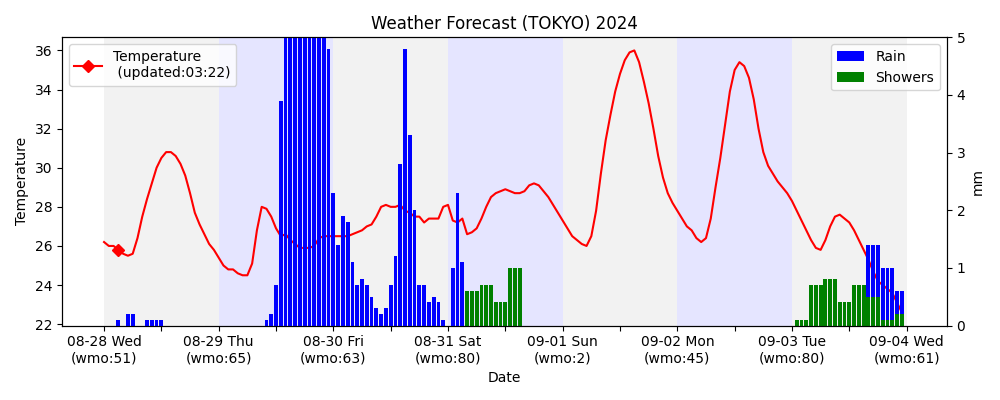 Weather Forecast (TOKYO) 2024
Temperature
(updated:03:22)
Rain
Showers
36
34
32
30
28
26
24
22
Temperature
5
4
3
2
1
0
mm
08-28 Wed
(wmo:51)
08-29 Thu
(wmo:65)
08-30 Fri
(wmo:63)
08-31 Sat
(wmo:80)
09-01 Sun
(wmo:2)
09-02 Mon
(wmo:45)
09-03 Tue
(wmo:80)
09-04 Wed
(wmo:61)
Date